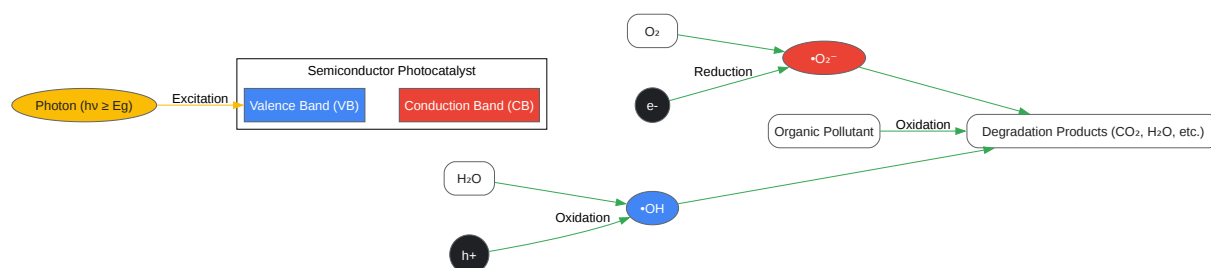 O₂
•O₂⁻
Semiconductor Photocatalyst
Reduction
Photon (hν ≥ Eg)
Excitation
Valence Band (VB)
Conduction Band (CB)
e-
Organic Pollutant
Oxidation
Degradation Products (CO₂, H₂O, etc.)
H₂O
•OH
Oxidation
h+